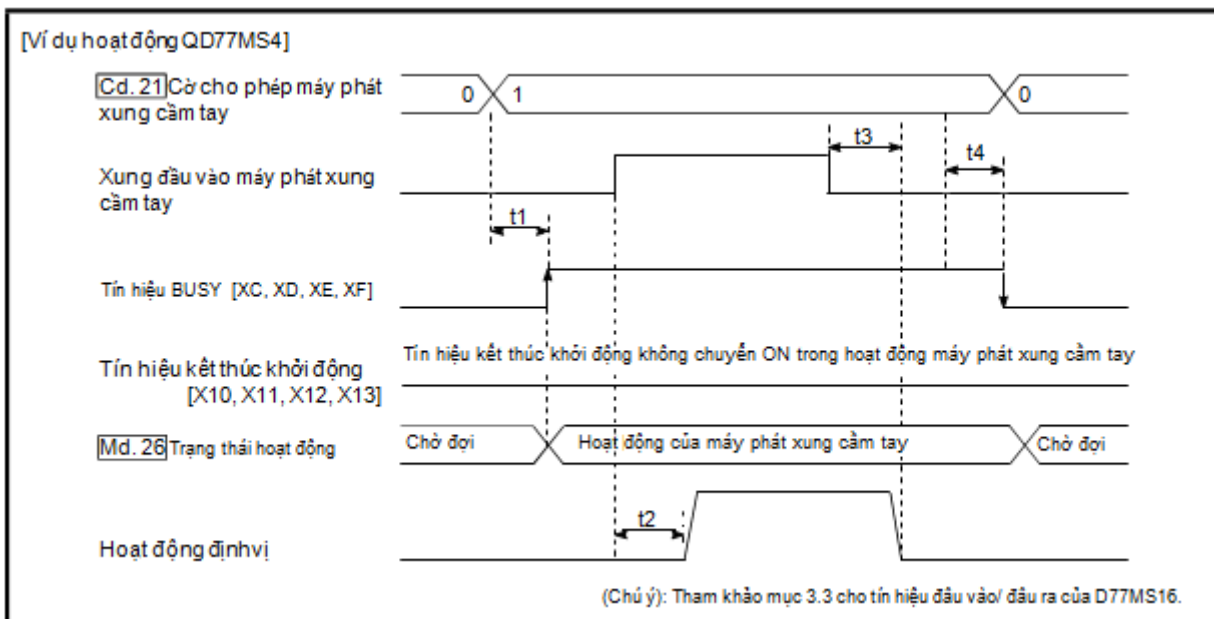 [Ví dụ hoạt động QD77MS4]
Cd. 21 Cờ cho phép máy phát
xung cầm tay
0 1 0
Xung đầu vào máy phát xung
cầm tay
t3
t4
t1
Tín hiệu BUSY [XC, XD, XE, XF]
Tín hiệu kết thúc khởi động
[X10, X11, X12, X13]
Tín hiệu kết thúc khởi động không chuyển ON trong hoạt động máy phát xung cầm tay
Md. 26 Trạng thái hoạt động
Chờ đợi Hoạt động của máy phát xung cầm tay Chờ đợi
t2
Hoạt động địnhvị
(Chú ý): Tham khảo mục 3.3 cho tín hiệu đầu vào/ đầu ra của D77MS16.